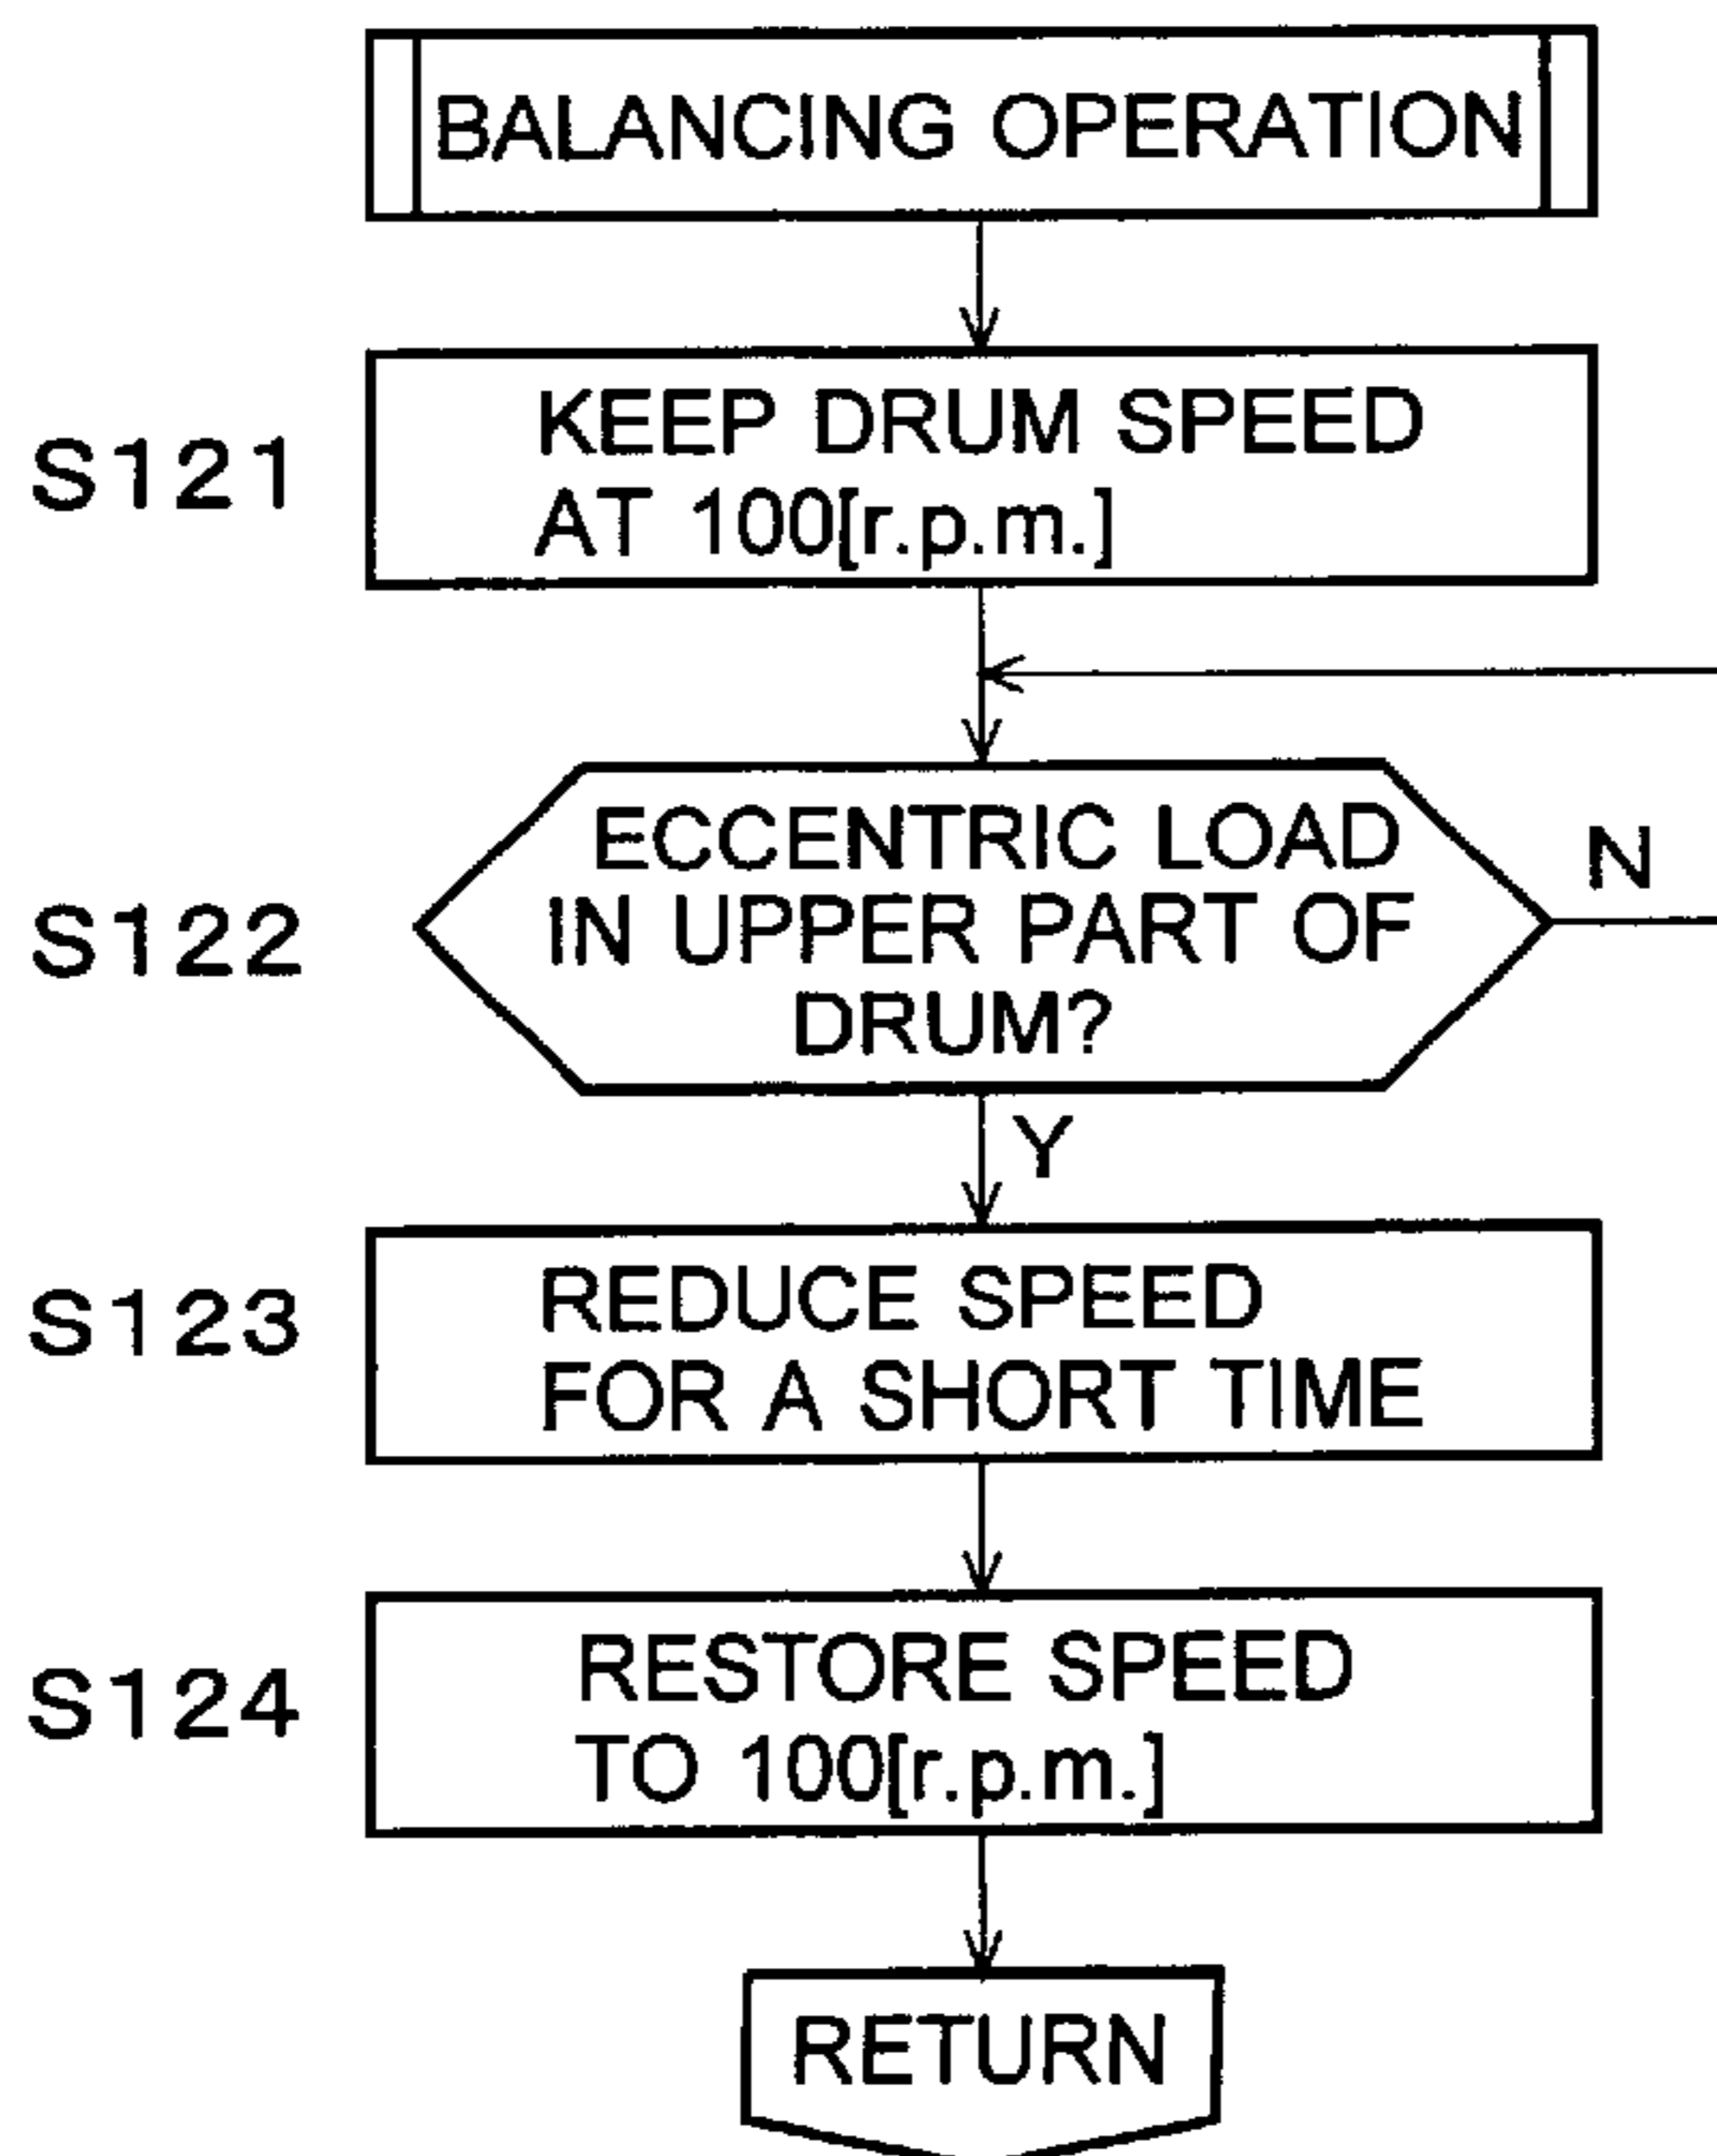 BALANCING OPERATION
S121
KEEP DRUM SPEED
AT 100[r.p.m.]
S122
ECCENTRIC LOAD
IN UPPER PART OF
DRUM?
N
Y
S123
REDUCE SPEED
FOR A SHORT TIME
S124
RESTORE SPEED
TO 100[r.p.m.]
RETURN